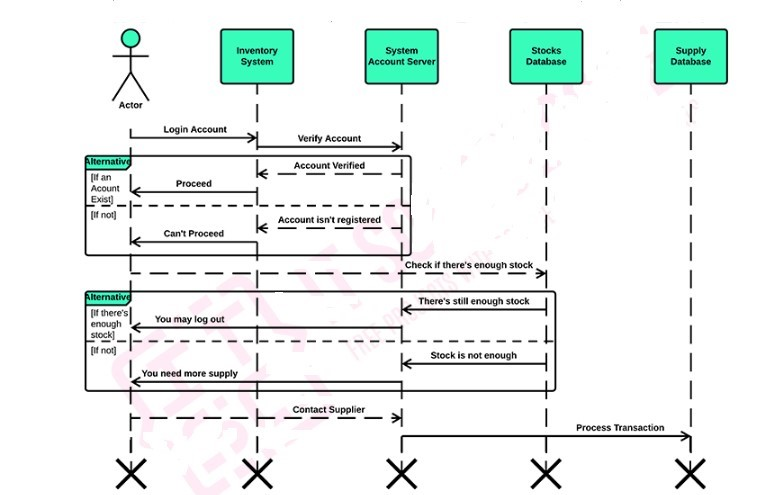 Inventory
System
System
Account Server
Stocks
Database
Supply
Database
Actor
Login Account
Verify Account
Alternative
Account Verified
[If an
Acount
Exist]
Proceed
[If not]
Account isn't registered
Can't Proceed
Check if there's enough stock
Alternative
There's still enough stock
[If there's
enough
stock]
You may log out
[If not]
Stock is not enough
You need more supply
Contact Supplier
Process Transaction